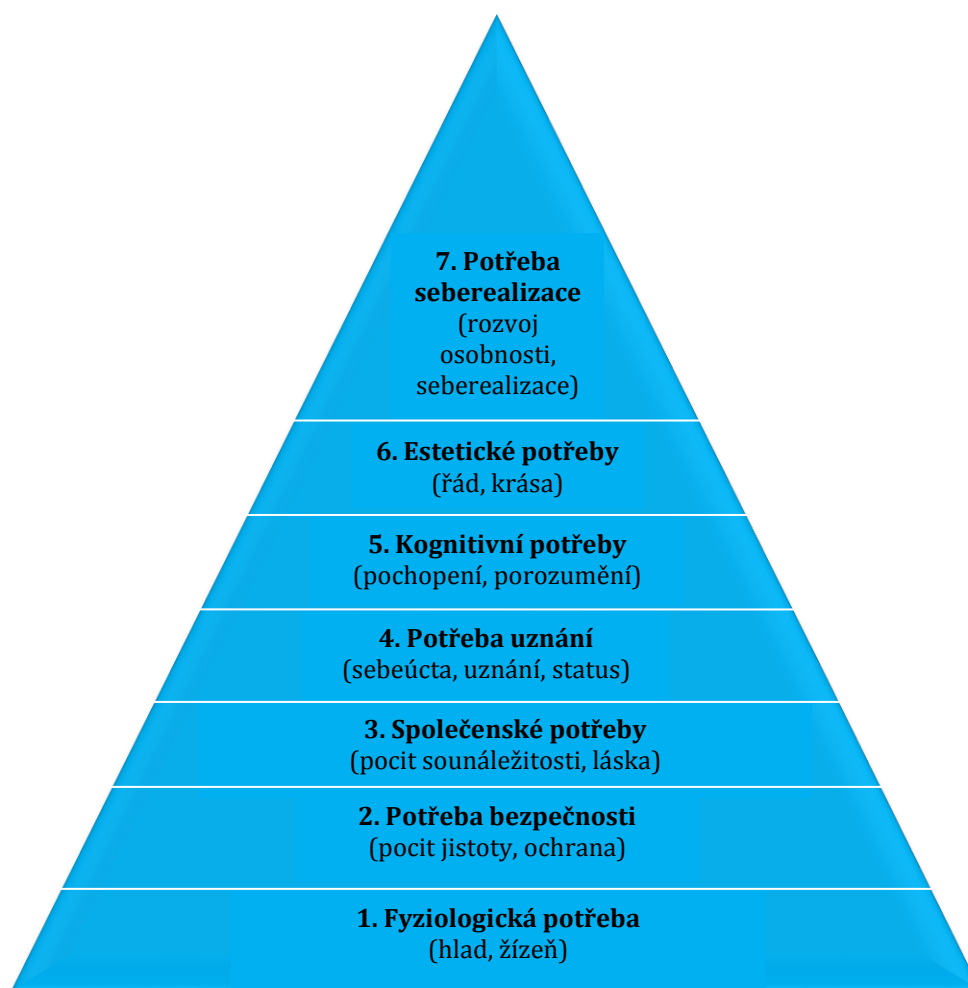 7. Potřeba
seberealizace
(rozvoj
osobnosti,
seberealizace)
6. Estetické potřeby
(řád, krása)
5. Kognitivní potřeby
(pochopení, porozumění)
4. Potřeba uznání
(sebeúcta, uznání, status)
3. Společenské potřeby
(pocit sounáležitosti, láska)
2. Potřeba bezpečnosti
(pocit jistoty, ochrana)
1. Fyziologická potřeba
(hlad, žízeň)